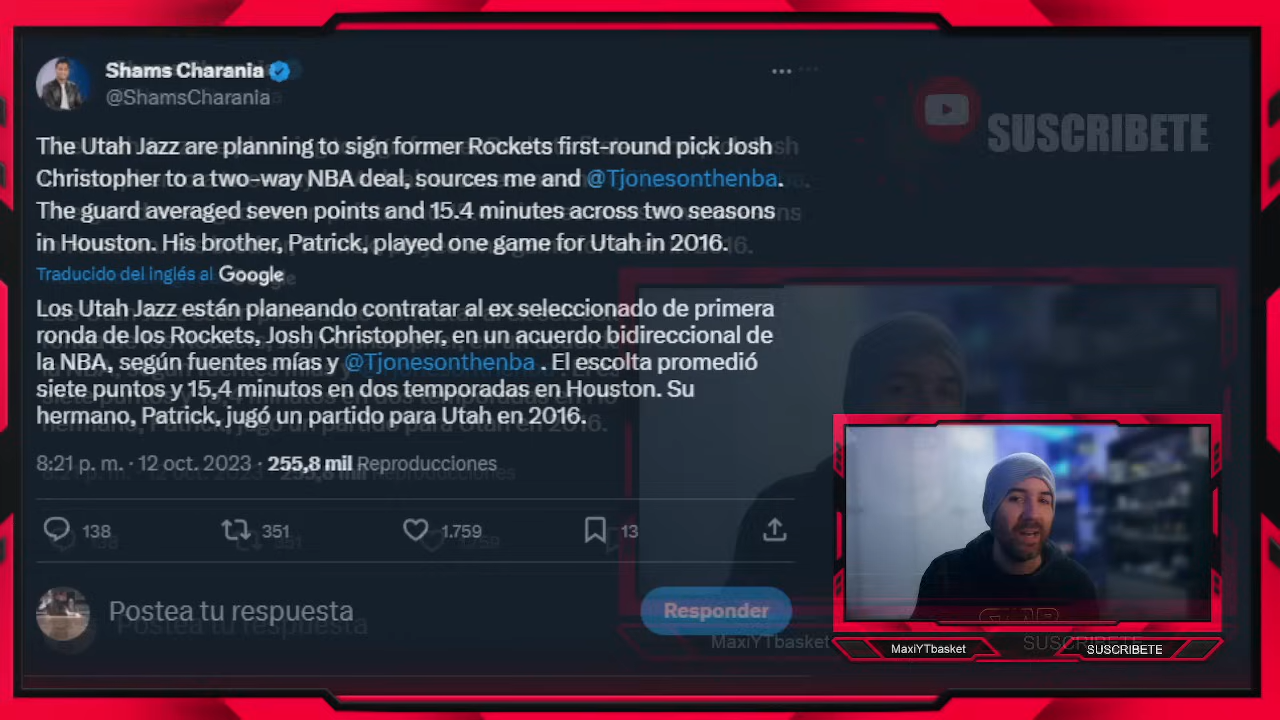 Shams Charania
@ShamsCharania
SUSCRIBETE
The Utah Jazz are planning to sign former Rockets first-round pick Josh
Christopher to a two-way NBA deal, sources me and @Tjonesonthenba.
The guard averaged seven points and 15.4 minutes across two seasons
in Houston. His brother, Patrick, played one game for Utah in 2016.
Traducido del inglés al Google
Los Utah Jazz están planeando contratar al ex seleccionado de primera
ronda de los Rockets, Josh Christopher, en un acuerdo bidireccional de
la NBA, según fuentes mías y @Tjonesonthenba . El escolta promedió
siete puntos y 15,4 minutos en dos temporadas en Houston. Su
hermano, Patrick, jugó un partido para Utah en 2016.
8:21 p. m. · 12 oct. 2023 · 255,8 mil Reproducciones
138 351 1.759 13
Postea tu respuesta
Responder
MaxiYTbasket SUSCRIBETE
MaxiYTbasket SUSCRIBETE